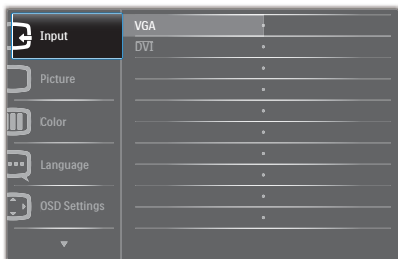 Input
VGA
DVI
Picture
Color
Language
OSD Settings